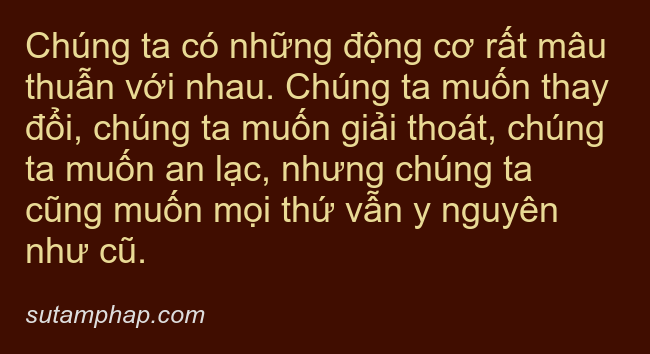 Chúng ta có những động cơ rất mâu
thuẫn với nhau. Chúng ta muốn thay
đổi, chúng ta muốn giải thoát, chúng
ta muốn an lạc, nhưng chúng ta
cũng muốn mọi thứ vẫn y nguyên
như cũ.
sutamphap.com